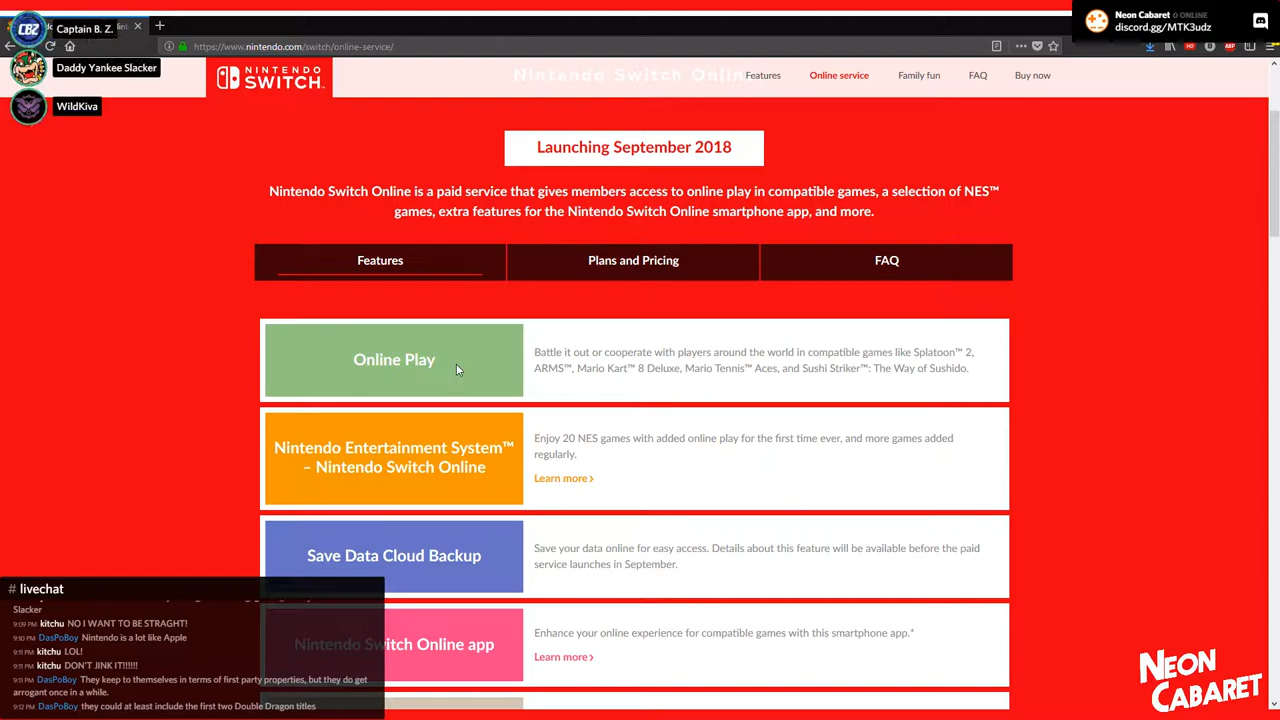 CBZ
Captain B. Z.
Neon Cabaret 0 ONLINE
discord.gg/MTK3udz
https://www.nintendo.com/switch/online-service/
Daddy Yankee Slacker
WildKiva
NINTENDO
SWITCH
Nintendo Switch Onlin
Features
Online service
Family fun
FAQ
Buy now
Launching September 2018
Nintendo Switch Online is a paid service that gives members access to online play in compatible games, a selection of NES™
games, extra features for the Nintendo Switch Online smartphone app, and more.
Features
Plans and Pricing
FAQ
Online Play
Battle it out or cooperate with players around the world in compatible games like Splatoon™ 2,
ARMS™, Mario Kart™ 8 Deluxe, Mario Tennis™ Aces, and Sushi Striker™: The Way of Sushido.
Nintendo Entertainment System™
– Nintendo Switch Online
Enjoy 20 NES games with added online play for the first time ever, and more games added
regularly.
Learn more ›
Save Data Cloud Backup
Save your data online for easy access. Details about this feature will be available before the paid
service launches in September.
Nintendo Switch Online app
Enhance your online experience for compatible games with this smartphone app.*
Learn more ›
# livechat
Slacker
9:09 PM kitchu NO I WANT TO BE STRAGHT!
9:10 PM DasPoBoy Nintendo is a lot like Apple
9:11 PM kitchu LOL!
9:11 PM kitchu DON'T JINK IT!!!!!!
9:11 PM DasPoBoy They keep to themselves in terms of first party properties, but they do get
arrogant once in a while.
9:12 PM DasPoBoy they could at least include the first two Double Dragon titles
NEON
CABARET